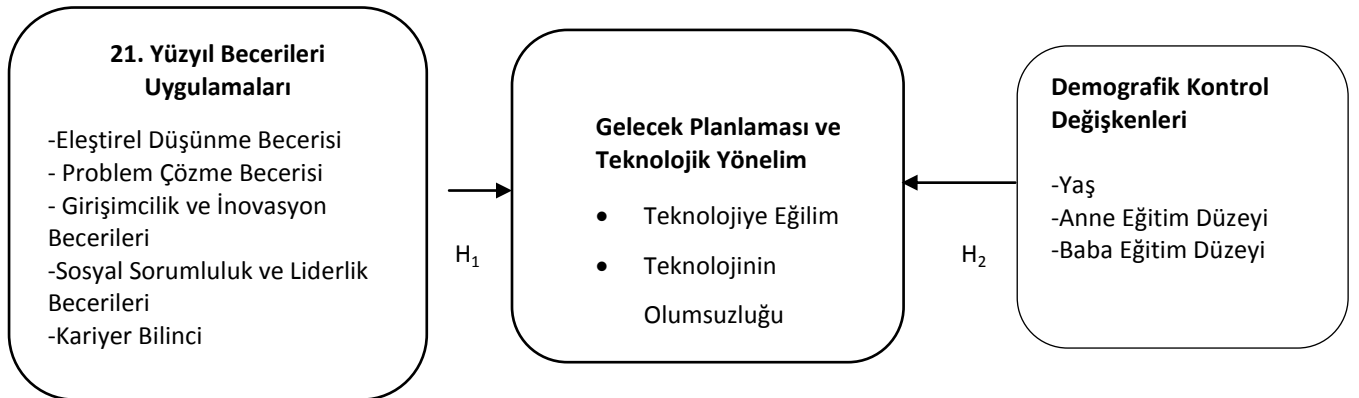 21. Yüzyıl Becerileri
Uygulamaları
-Eleştirel Düşünme Becerisi
- Problem Çözme Becerisi
- Girişimcilik ve İnovasyon
Becerileri
-Sosyal Sorumluluk ve Liderlik
Becerileri
-Kariyer Bilinci
H₁
Gelecek Planlaması ve
Teknolojik Yönelim
• Teknolojiye Eğilim
• Teknolojinin
Olumsuzluğu
H₂
Demografik Kontrol
Değişkenleri
-Yaş
-Anne Eğitim Düzeyi
-Baba Eğitim Düzeyi